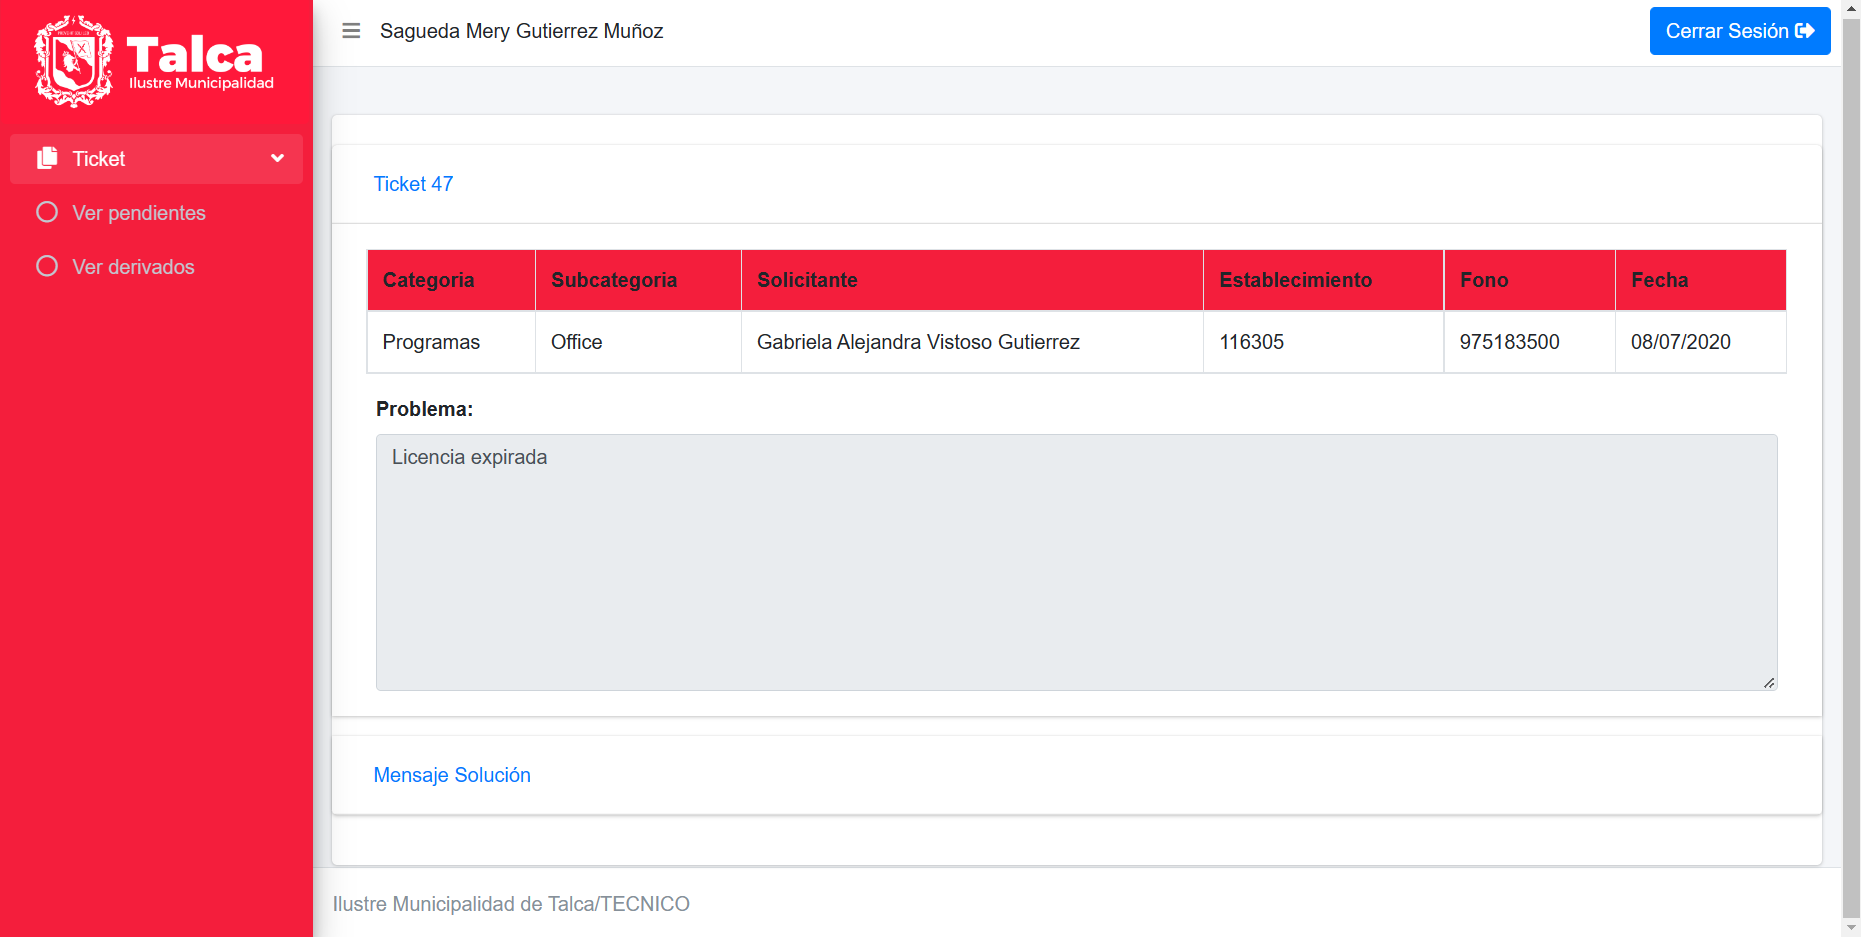 Talca
Ilustre Municipalidad
Sagueda Mery Gutierrez Muñoz
Cerrar Sesión
Ticket
Ver pendientes
Ver derivados
Ticket 47
Categoria Subcategoria Solicitante Establecimiento Fono Fecha
Programas Office Gabriela Alejandra Vistoso Gutierrez 116305 975183500 08/07/2020
Problema:
Licencia expirada
Mensaje Solución
Ilustre Municipalidad de Talca/TECNICO